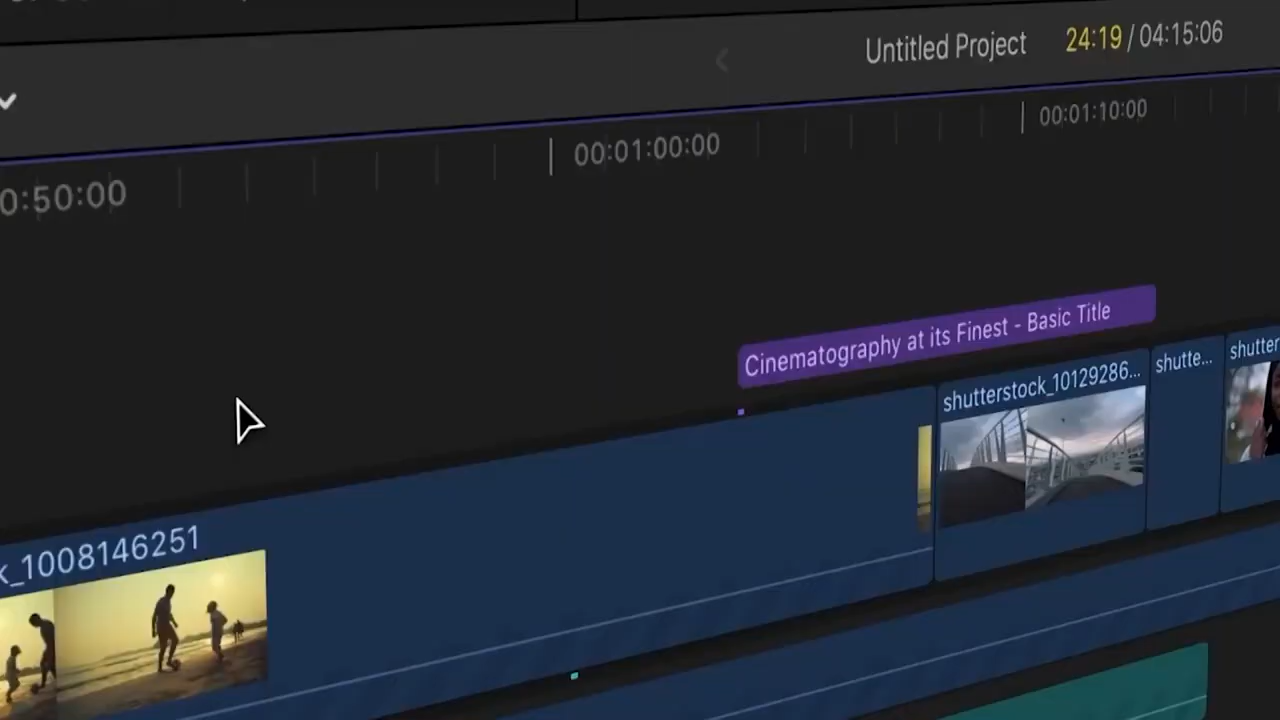 Untitled Project 24:19 / 04:15:06
0:50:00 00:01:00:00 00:01:10:00
Cinematography at its Finest - Basic Title
k_1008146251 shutterstock_10129286... shutte... shutter